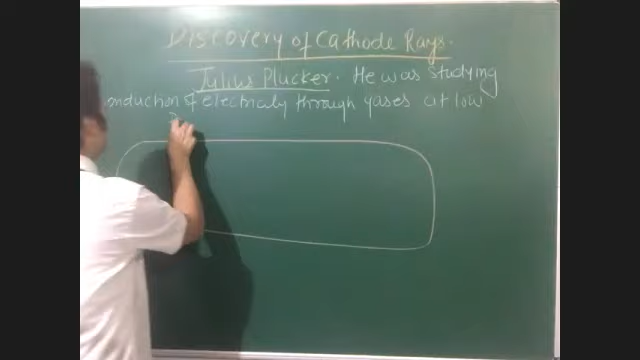 Discovery of Cathode Rays.
Julius Plucker. He was studying
onduction of electricity through gases at low